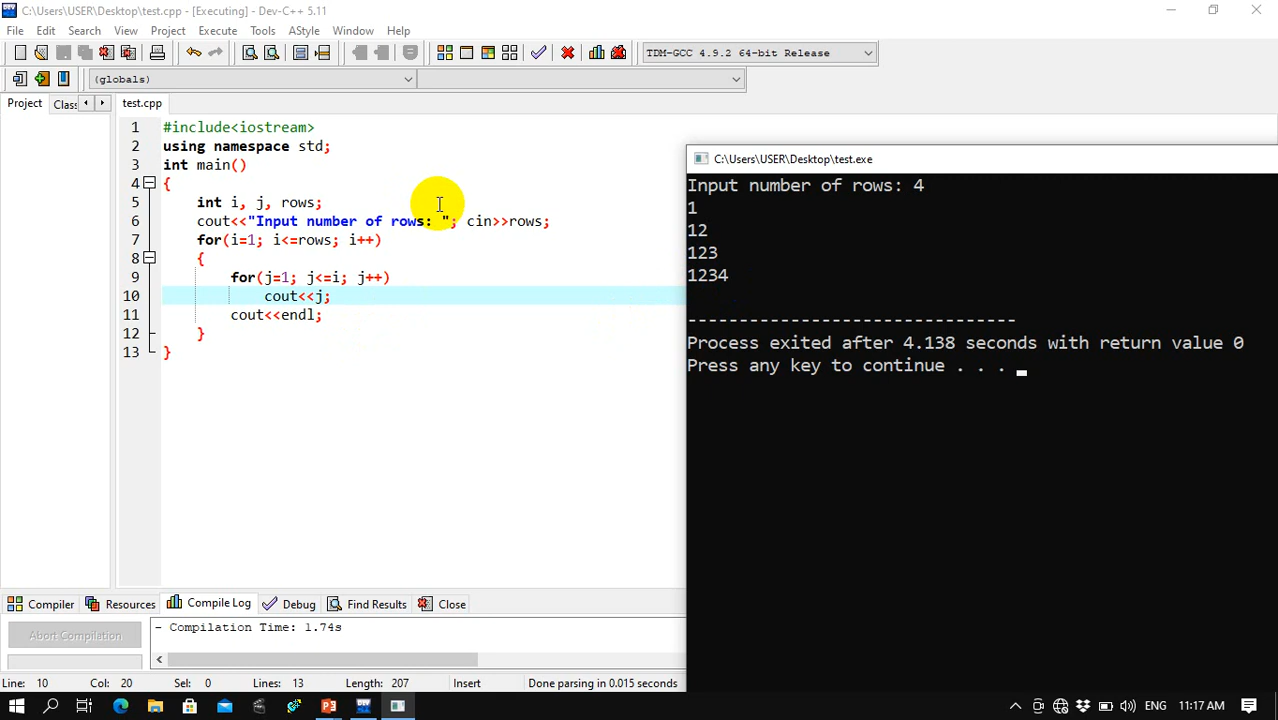 C:\Users\USER\Desktop\test.cpp - [Executing] - Dev-C++ 5.11
File Edit Search View Project Execute Tools AStyle Window Help
TDM-GCC 4.9.2 64-bit Release
(globals)
Project Class test.cpp
1 #include<iostream>
2 using namespace std;
3 int main()
4 {
5 int i, j, rows;
6 cout<<"Input number of rows: "; cin>>rows;
7 for(i=1; i<=rows; i++)
8 {
9 for(j=1; j<=i; j++)
10 cout<<j;
11 cout<<endl;
12 }
13 }
C:\Users\USER\Desktop\test.exe
Input number of rows: 4
1
12
123
1234
--------------------------------
Process exited after 4.138 seconds with return value 0
Press any key to continue . . .
Compiler Resources Compile Log Debug Find Results Close
Abort Compilation
- Compilation Time: 1.74s
Line: 10 Col: 20 Sel: 0 Lines: 13 Length: 207 Insert Done parsing in 0.015 seconds
ENG 11:17 AM